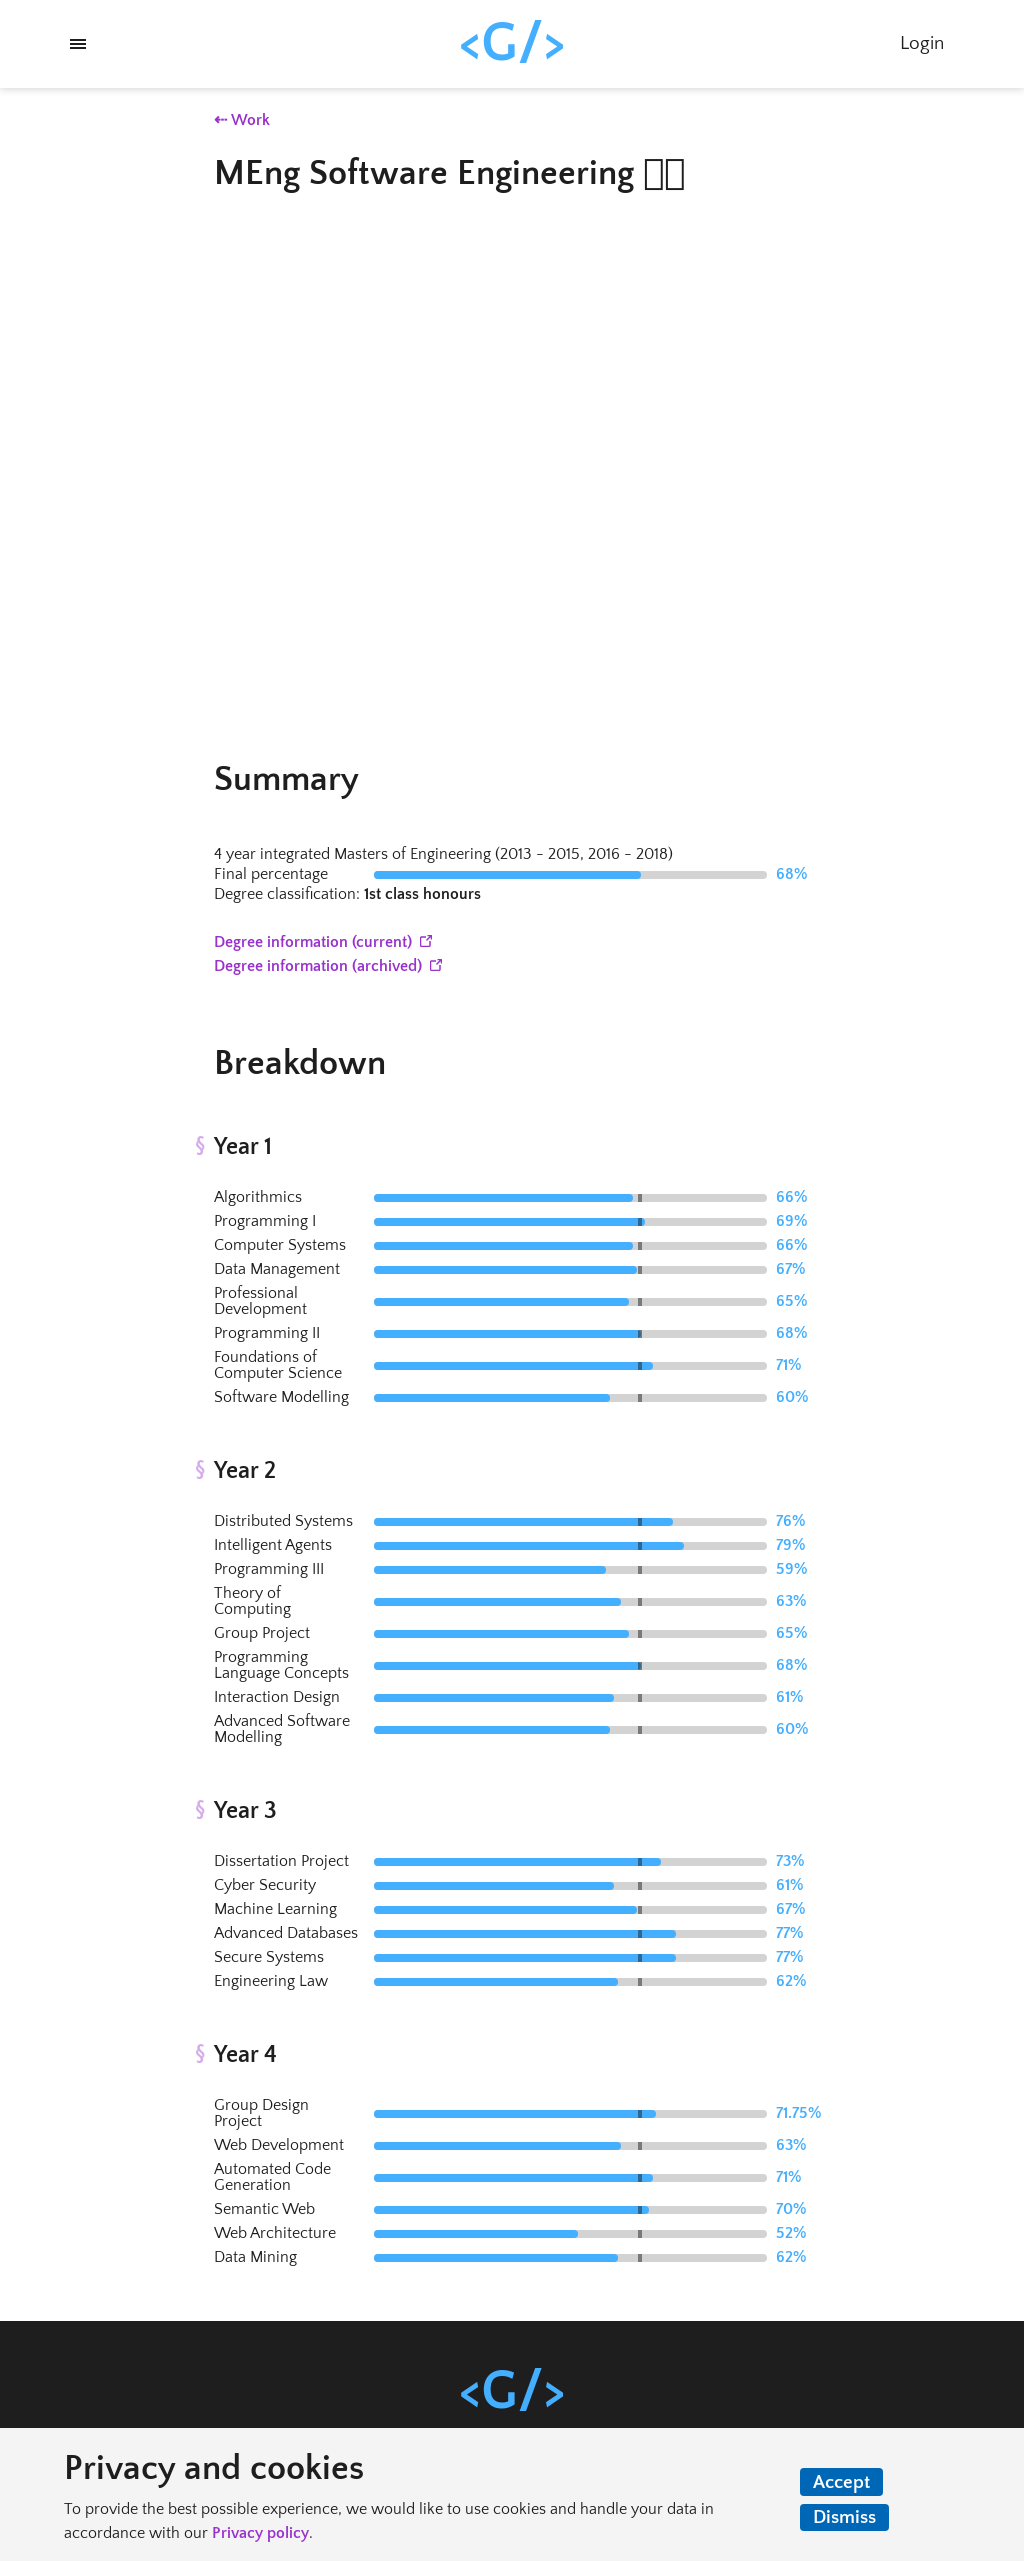 <G/>
Login
⇠ Work
MEng Software Engineering
Summary
4 year integrated Masters of Engineering (2013 - 2015, 2016 - 2018)
Final percentage 68%
Degree classification: 1st class honours
Degree information (current)
Degree information (archived)
Breakdown
§ Year 1
Algorithmics 66%
Programming I 69%
Computer Systems 66%
Data Management 67%
Professional
Development 65%
Programming II 68%
Foundations of
Computer Science 71%
Software Modelling 60%
§ Year 2
Distributed Systems 76%
Intelligent Agents 79%
Programming III 59%
Theory of
Computing 63%
Group Project 65%
Programming
Language Concepts 68%
Interaction Design 61%
Advanced Software
Modelling 60%
§ Year 3
Dissertation Project 73%
Cyber Security 61%
Machine Learning 67%
Advanced Databases 77%
Secure Systems 77%
Engineering Law 62%
§ Year 4
Group Design
Project 71.75%
Web Development 63%
Automated Code
Generation 71%
Semantic Web 70%
Web Architecture 52%
Data Mining 62%
<G/>
Privacy and cookies
To provide the best possible experience, we would like to use cookies and handle your data in
accordance with our Privacy policy.
Accept
Dismiss